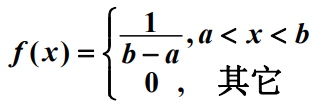 f(x) = { 1/(b − a), a < x < b
0 , 其它